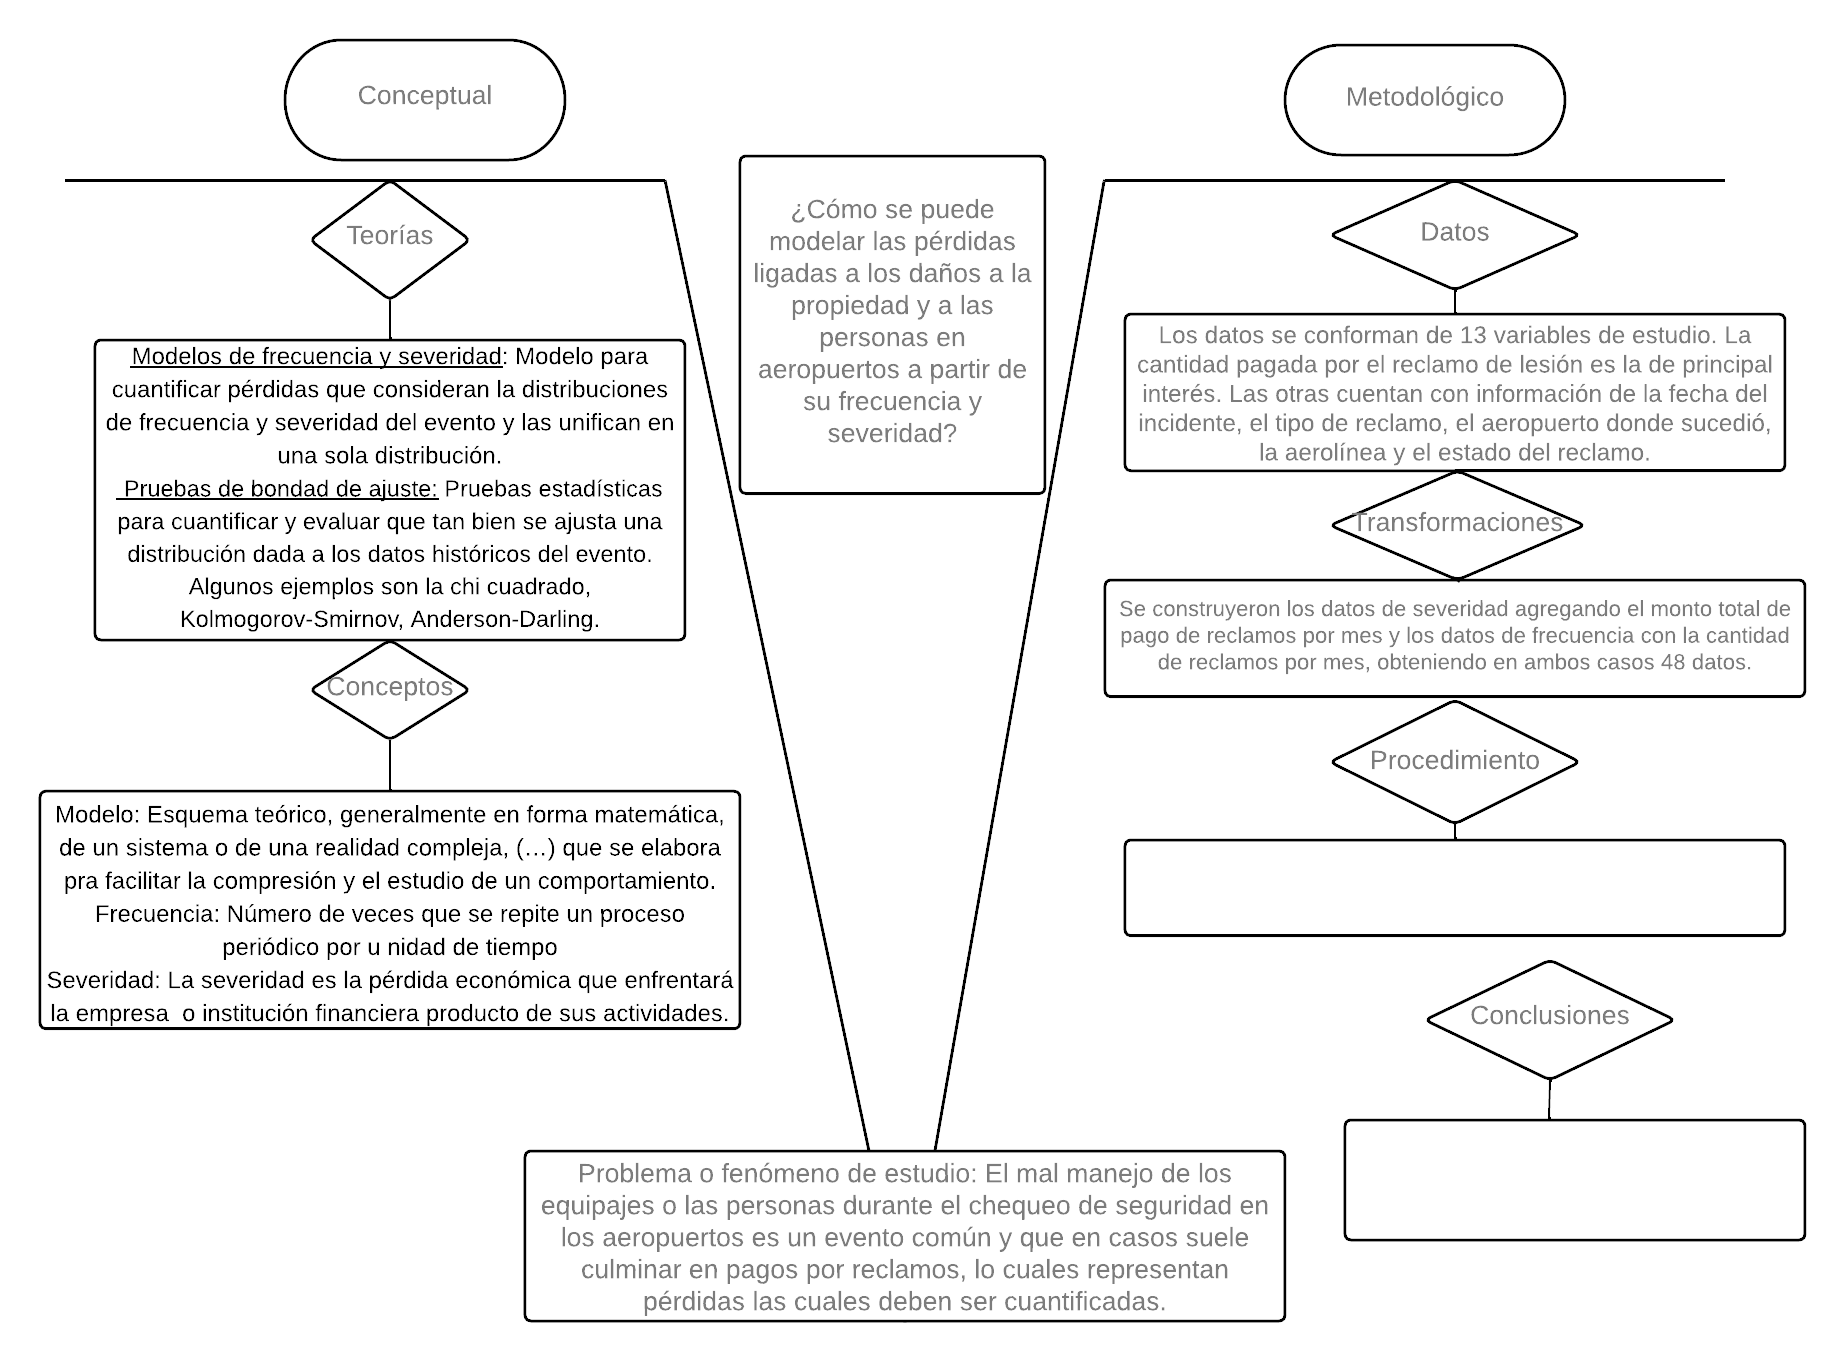 Conceptual
Teorías
Modelos de frecuencia y severidad: Modelo para
cuantificar pérdidas que consideran la distribuciones
de frecuencia y severidad del evento y las unifican en
una sola distribución.
Pruebas de bondad de ajuste: Pruebas estadísticas
para cuantificar y evaluar que tan bien se ajusta una
distribución dada a los datos históricos del evento.
Algunos ejemplos son la chi cuadrado,
Kolmogorov-Smirnov, Anderson-Darling.
Conceptos
Modelo: Esquema teórico, generalmente en forma matemática,
de un sistema o de una realidad compleja, (…) que se elabora
pra facilitar la compresión y el estudio de un comportamiento.
Frecuencia: Número de veces que se repite un proceso
periódico por u nidad de tiempo
Severidad: La severidad es la pérdida económica que enfrentará
la empresa  o institución financiera producto de sus actividades.
¿Cómo se puede
modelar las pérdidas
ligadas a los daños a la
propiedad y a las
personas en
aeropuertos a partir de
su frecuencia y
severidad?
Metodológico
Datos
Los datos se conforman de 13 variables de estudio. La
cantidad pagada por el reclamo de lesión es la de principal
interés. Las otras cuentan con información de la fecha del
incidente, el tipo de reclamo, el aeropuerto donde sucedió,
la aerolínea y el estado del reclamo.
Transformaciones
Se construyeron los datos de severidad agregando el monto total de
pago de reclamos por mes y los datos de frecuencia con la cantidad
de reclamos por mes, obteniendo en ambos casos 48 datos.
Procedimiento
Conclusiones
Problema o fenómeno de estudio: El mal manejo de los
equipajes o las personas durante el chequeo de seguridad en
los aeropuertos es un evento común y que en casos suele
culminar en pagos por reclamos, lo cuales representan
pérdidas las cuales deben ser cuantificadas.